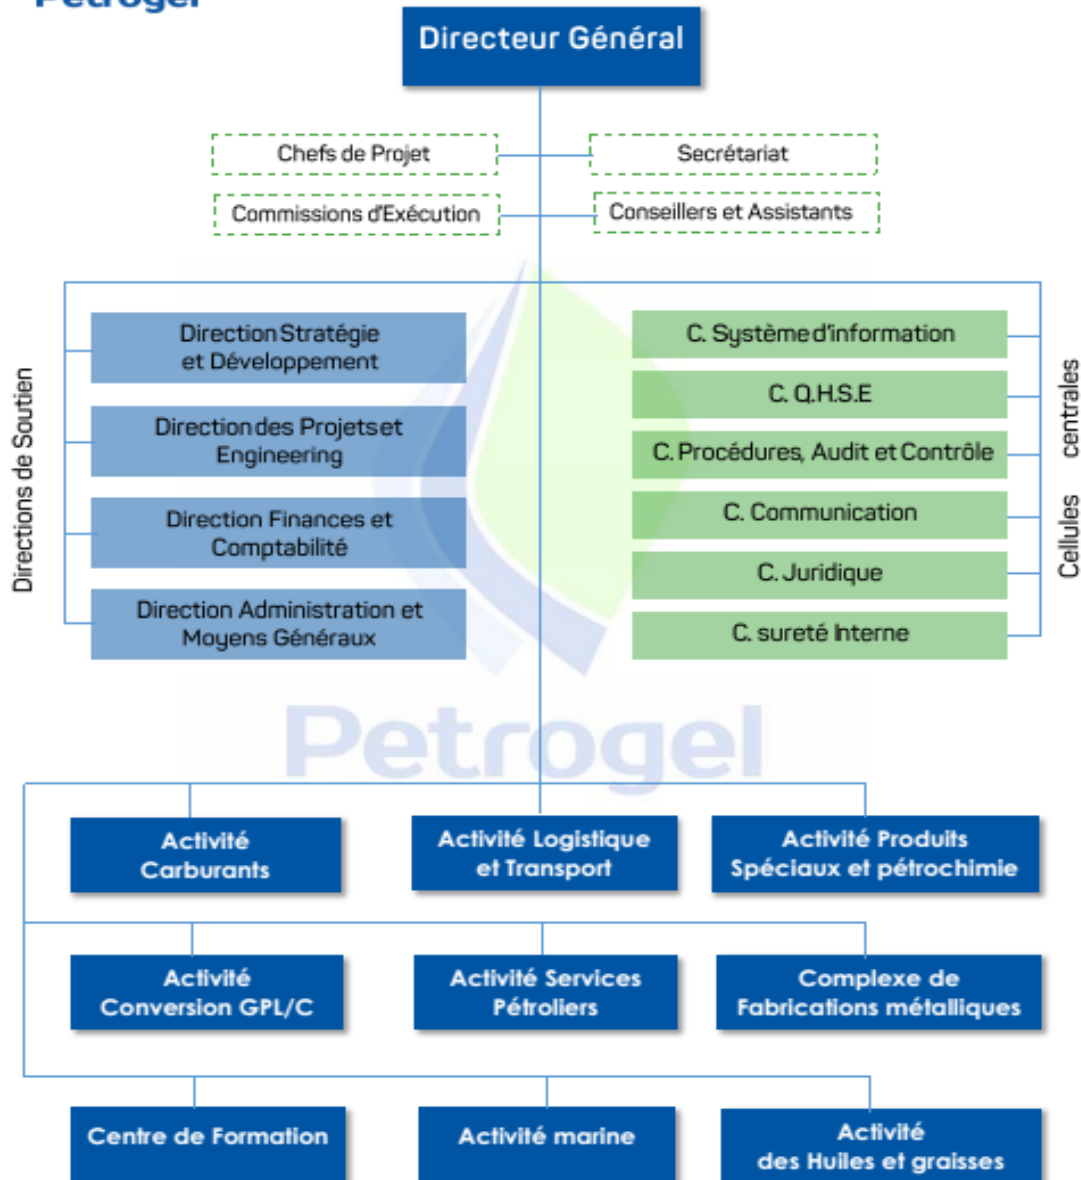 Petrogel
Directeur Général
Chefs de Projet
Secrétariat
Commissions d'Exécution
Conseillers et Assistants
Directions de Soutien
Direction Stratégie
et Développement
Direction des Projets et
Engineering
Direction Finances et
Comptabilité
Direction Administration et
Moyens Généraux
C. Système d'information
C. Q.H.S.E
C. Procédures, Audit et Contrôle
C. Communication
C. Juridique
C. sureté Interne
Cellules centrales
Petrogel
Activité
Carburants
Activité Logistique
et Transport
Activité Produits
Spéciaux et pétrochimie
Activité
Conversion GPL/C
Activité Services
Pétroliers
Complexe de
Fabrications métalliques
Centre de Formation
Activité marine
Activité
des Huiles et graisses